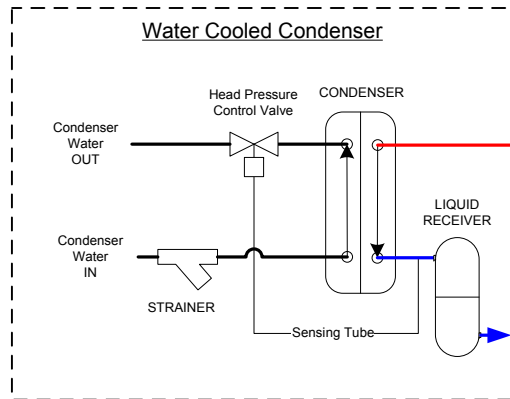 Water Cooled Condenser
Head Pressure
Control Valve
CONDENSER
Condenser
Water
OUT
LIQUID
RECEIVER
Condenser
Water
IN
STRAINER
Sensing Tube